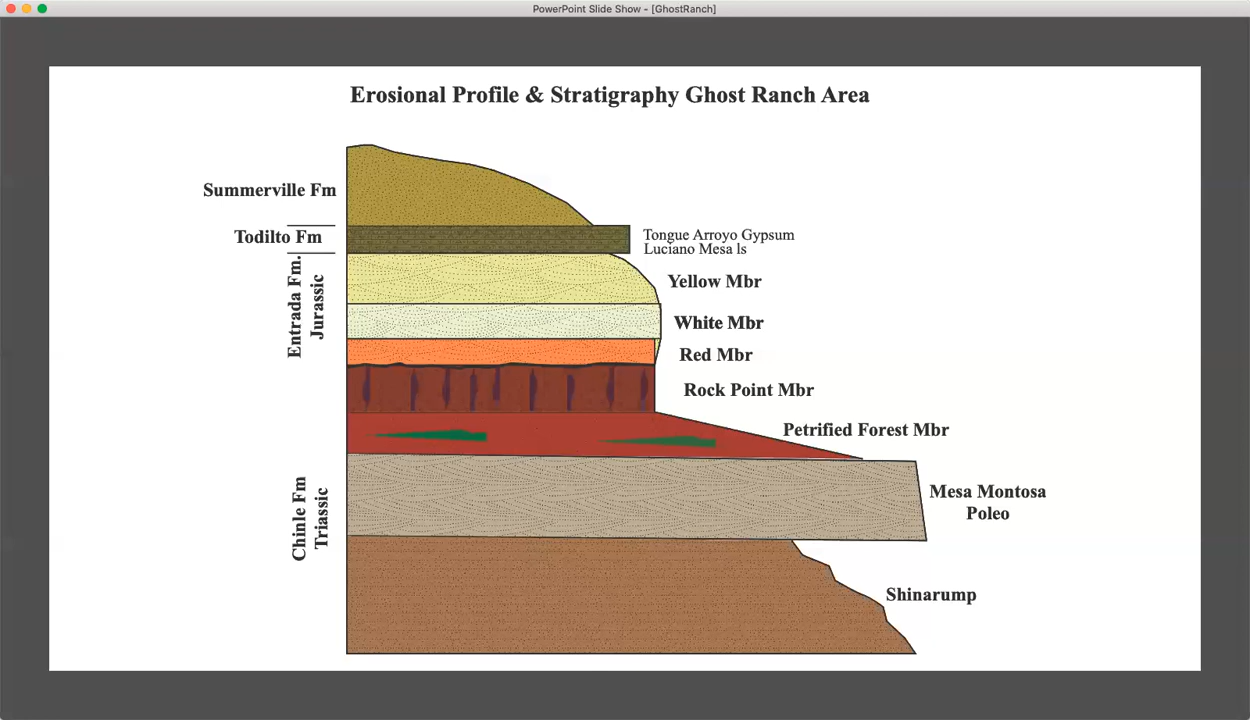 PowerPoint Slide Show - [GhostRanch]
Erosional Profile & Stratigraphy Ghost Ranch Area
Summerville Fm
Todilto Fm
Tongue Arroyo Gypsum
Luciano Mesa ls
Entrada Fm.
Jurassic
Yellow Mbr
White Mbr
Red Mbr
Rock Point Mbr
Petrified Forest Mbr
Chinle Fm
Triassic
Mesa Montosa
Poleo
Shinarump